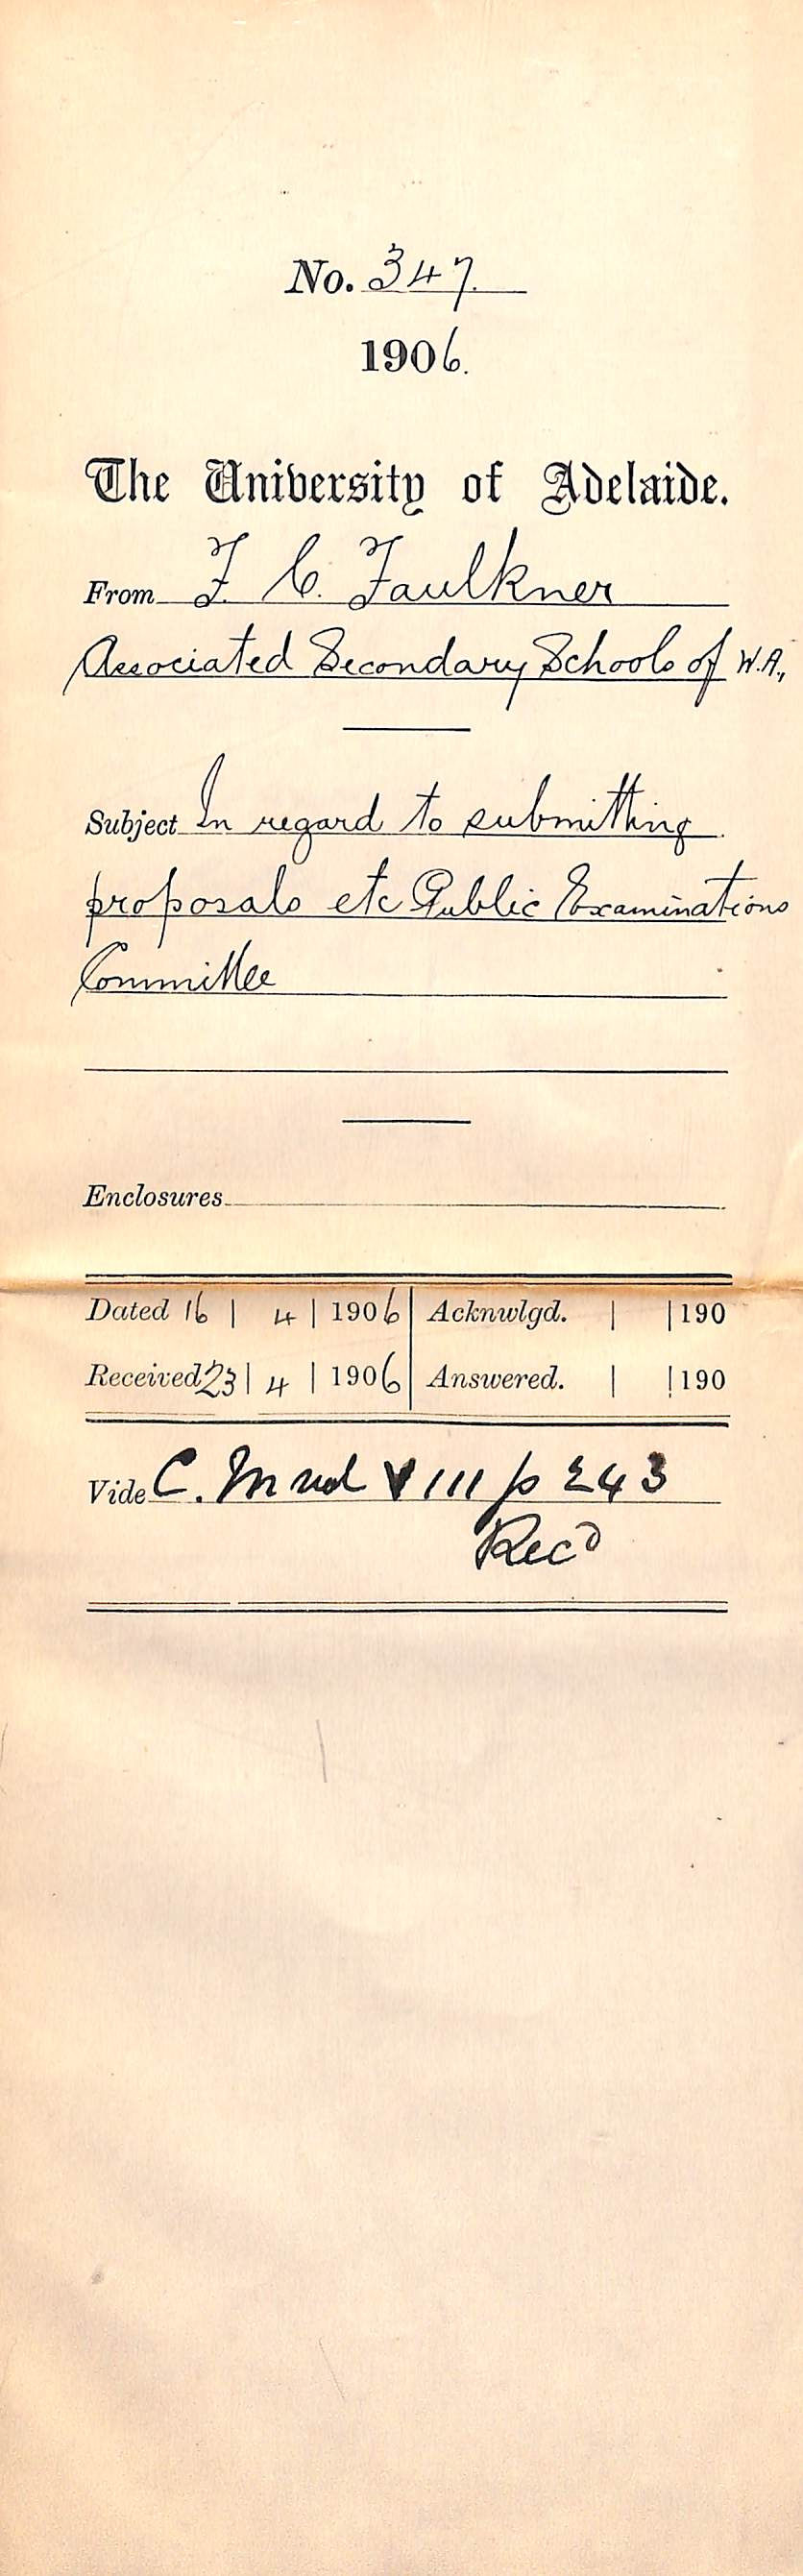 No. 347.
1906.
The University of Adelaide.
From F. C. Faulkner
Associated Secondary Schools of W.A.,
Subject In regard to submitting
proposals etc Public Examinations
Committee
Enclosures
Dated 16 | 4 | 1906 Acknwlgd. | | 190
Received 23 | 4 | 1906 Answered. | | 190
Vide C. M vol VIII p 243
Recd